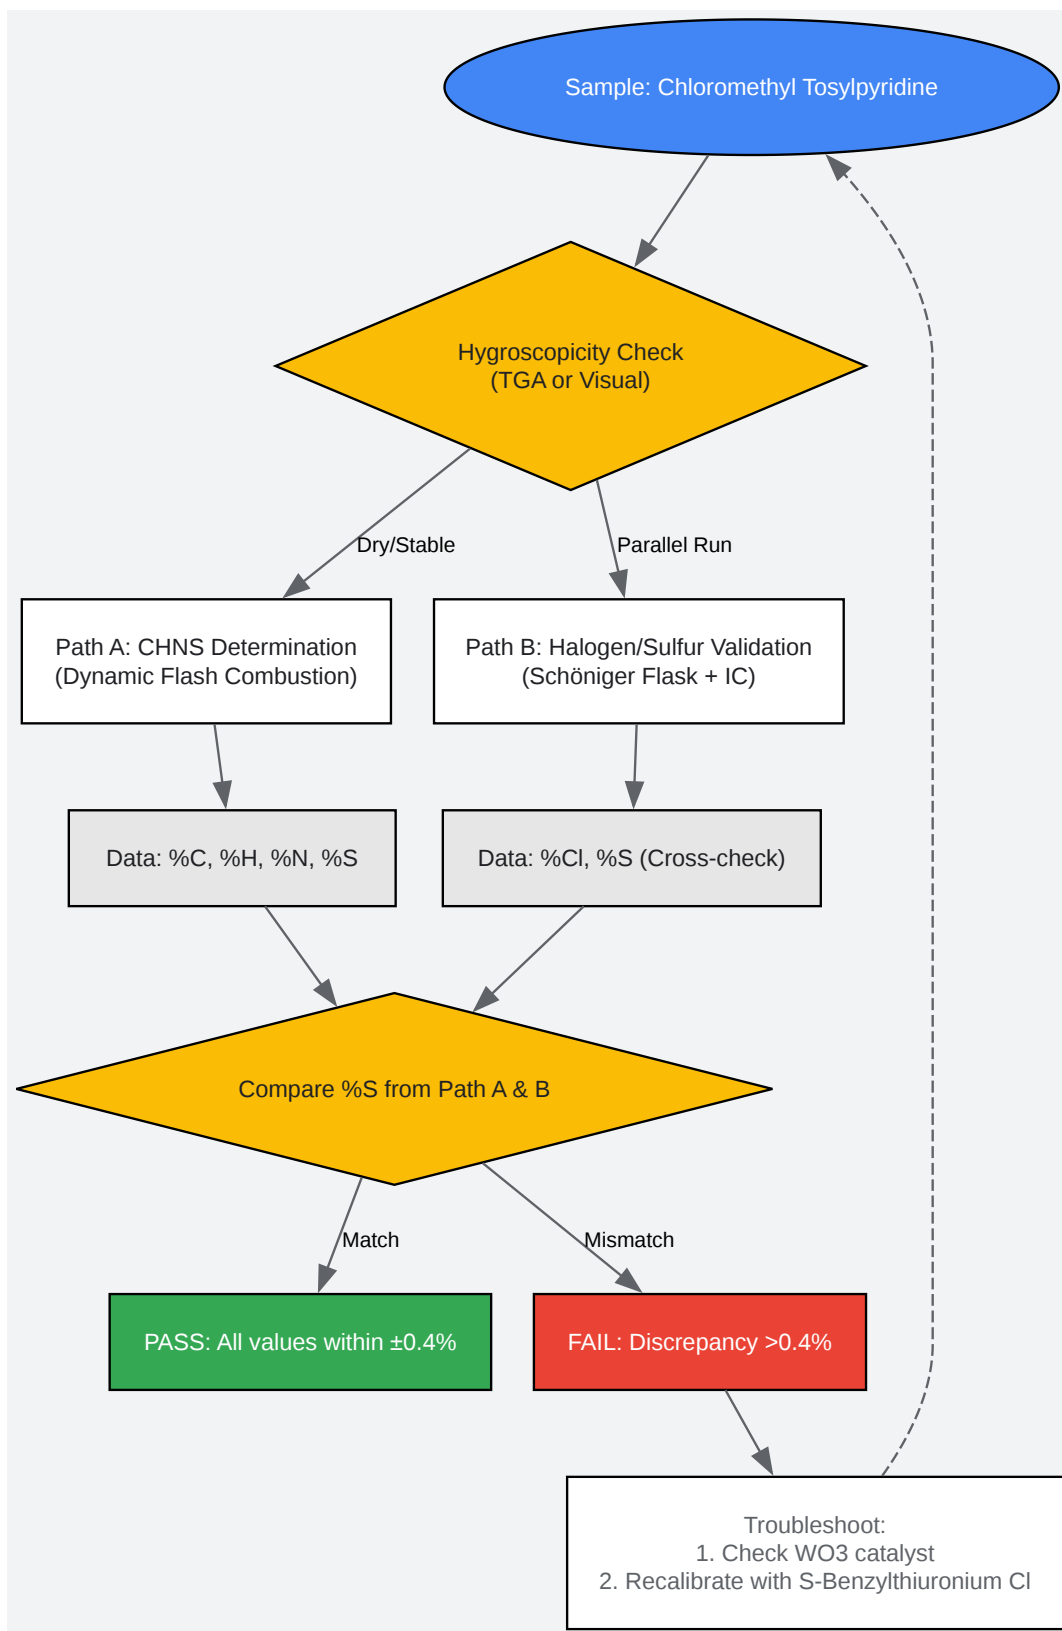 Sample: Chloromethyl Tosylpyridine
Hygroscopicity Check
(TGA or Visual)
Dry/Stable
Parallel Run
Path A: CHNS Determination
(Dynamic Flash Combustion)
Path B: Halogen/Sulfur Validation
(Schöniger Flask + IC)
Data: %C, %H, %N, %S
Data: %Cl, %S (Cross-check)
Compare %S from Path A & B
Match
Mismatch
PASS: All values within ±0.4%
FAIL: Discrepancy >0.4%
Troubleshoot:
1. Check WO3 catalyst
2. Recalibrate with S-Benzylthiuronium Cl